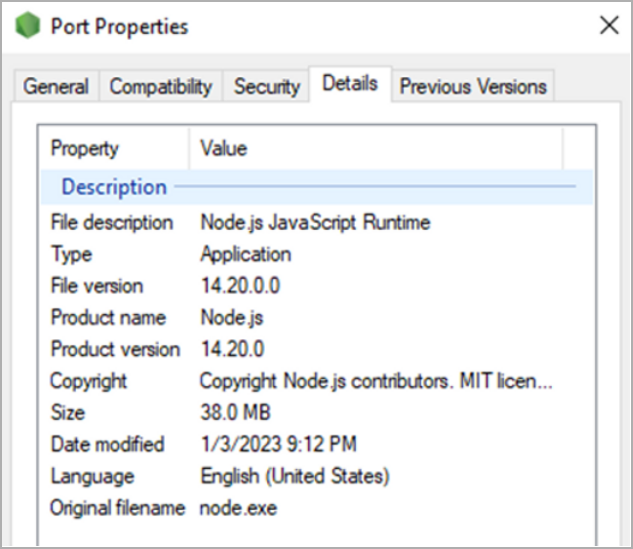 Port Properties
General Compatibility Security Details Previous Versions
Property Value
Description
File description Node.js JavaScript Runtime
Type Application
File version 14.20.0.0
Product name Node.js
Product version 14.20.0
Copyright Copyright Node.js contributors. MIT licen...
Size 38.0 MB
Date modified 1/3/2023 9:12 PM
Language English (United States)
Original filename node.exe